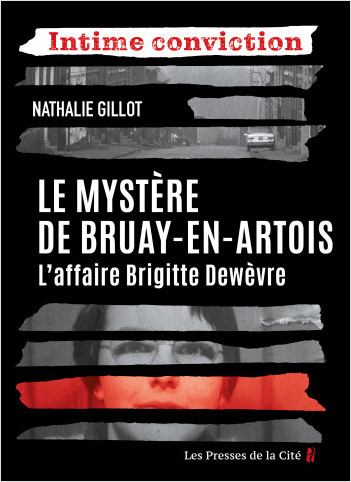 Intime conviction
NATHALIE GILLOT
LE MYSTÈRE
DE BRUAY-EN-ARTOIS
L'affaire Brigitte Dewèvre
Les Presses de la Cité